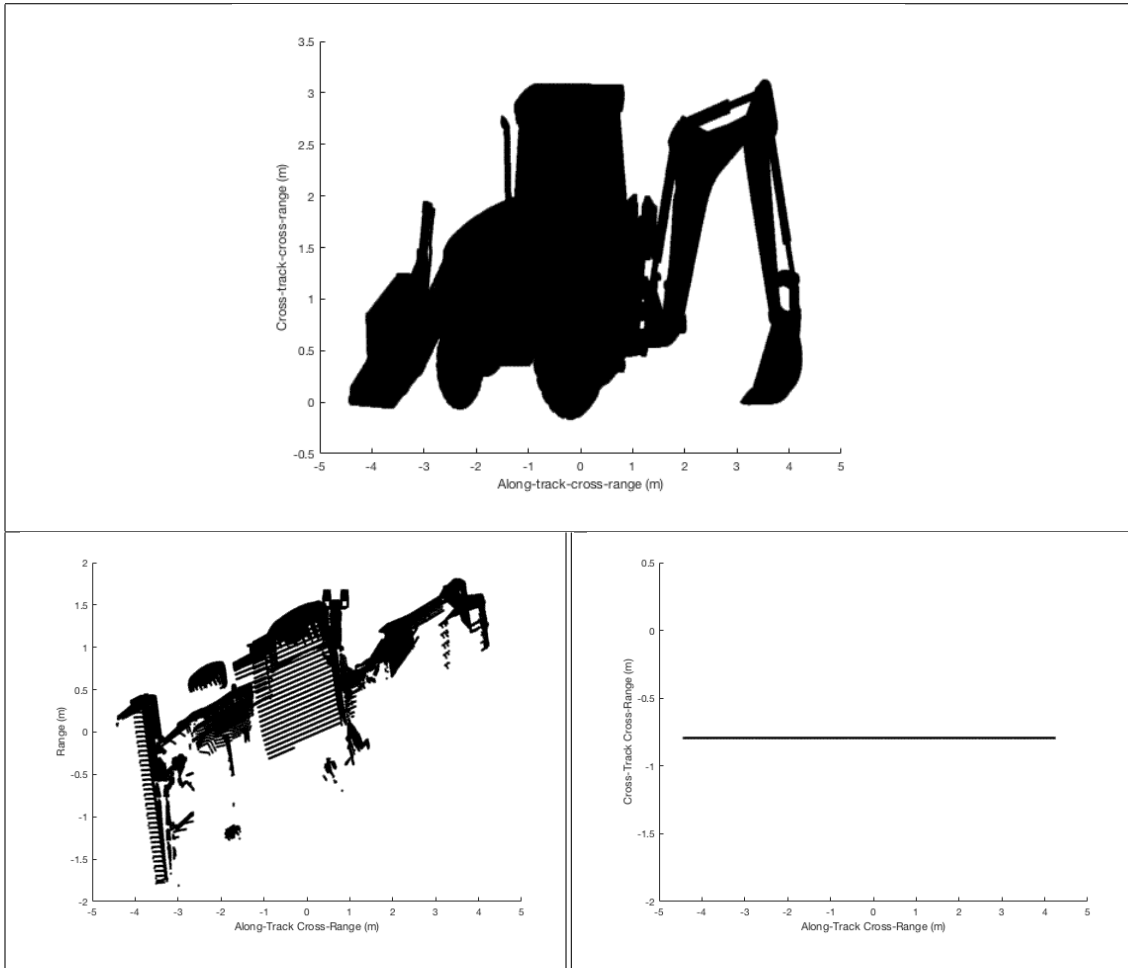 3.5
3
2.5
2
1.5
1
0.5
0
-0.5
Cross-track-cross-range (m)
-5 -4 -3 -2 -1 0 1 2 3 4 5
Along-track-cross-range (m)
2
1.5
1
0.5
0
-0.5
-1
-1.5
-2
Range (m)
-5 -4 -3 -2 -1 0 1 2 3 4 5
Along-Track Cross-Range (m)
0.5
0
-0.5
-1
-1.5
-2
Cross-Track Cross-Range (m)
-5 -4 -3 -2 -1 0 1 2 3 4 5
Along-Track Cross-Range (m)